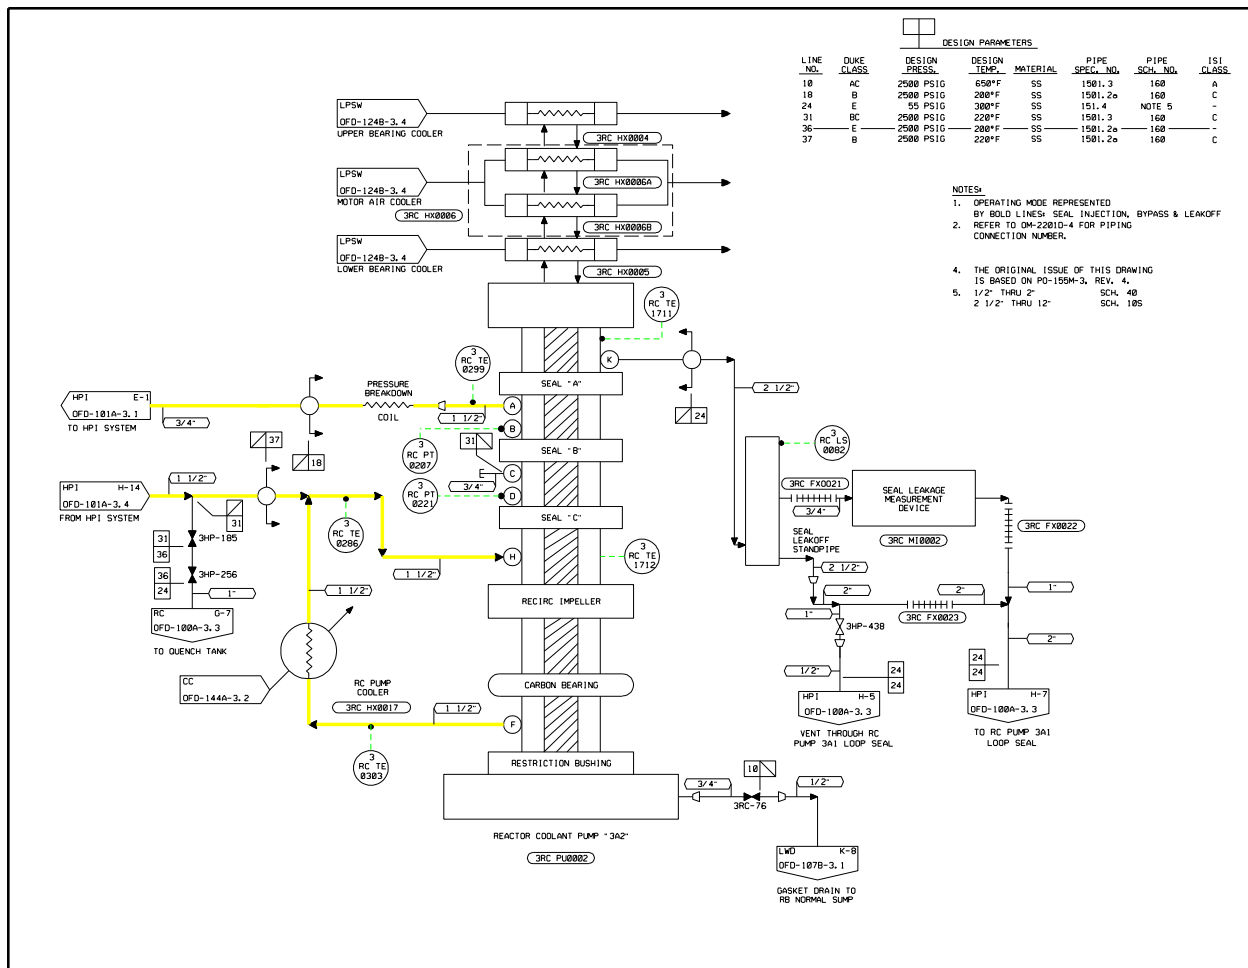 DESIGN PARAMETERS
LINE NO. DUKE CLASS DESIGN PRESS. DESIGN TEMP. MATERIAL PIPE SPEC. NO. PIPE SCH. NO. ISI CLASS
10 AC 2500 PSIG 650°F SS 1501.3 160 A
18 B 2500 PSIG 200°F SS 1501.2a 160 C
24 E 55 PSIG 300°F SS 151.4 NOTE 5 -
31 BC 2500 PSIG 220°F SS 1501.3 160 C
36 E 2500 PSIG 200°F SS 1501.2a 160 -
37 B 2500 PSIG 220°F SS 1501.2a 160 C
NOTES:
1. OPERATING MODE REPRESENTED
BY BOLD LINES: SEAL INJECTION, BYPASS & LEAKOFF
2. REFER TO OM-2201D-4 FOR PIPING
CONNECTION NUMBER.
4. THE ORIGINAL ISSUE OF THIS DRAWING
IS BASED ON PO-155M-3, REV. 4.
5. 1/2" THRU 2" SCH. 40
2 1/2" THRU 12" SCH. 10S
LPSW
OFD-124B-3.4
UPPER BEARING COOLER
3RC HX0004
LPSW
OFD-124B-3.4
MOTOR AIR COOLER
3RC HX0006
3RC HX0006A
3RC HX0006B
LPSW
OFD-124B-3.4
LOWER BEARING COOLER
3RC HX0005
3
RC TE
1711
K
3
RC TE
0299
SEAL "A"
2 1/2"
24
HPI E-1
OFD-101A-3.1
TO HPI SYSTEM
3/4"
PRESSURE
BREAKDOWN
COIL
1 1/2"
A
37
18
3
RC PT
0207
31
B
SEAL "B"
3
RC LS
0082
C
3/4"
3
RC PT
0221
D
SEAL "C"
HPI H-14
OFD-101A-3.4
FROM HPI SYSTEM
1 1/2"
31
3
RC TE
0286
3HP-185
31
36
3HP-256
36
24
1"
RC G-7
OFD-100A-3.3
TO QUENCH TANK
1 1/2"
1 1/2"
H
3
RC TE
1712
RECIRC IMPELLER
CARBON BEARING
CC
OFD-144A-3.2
RC PUMP
COOLER
3RC HX0017
1 1/2"
F
3
RC TE
0303
RESTRICTION BUSHING
REACTOR COOLANT PUMP "3A2"
3RC PU0002
3RC FX0021
3/4"
SEAL LEAKAGE
MEASUREMENT
DEVICE
3RC MI0002
3RC FX0022
SEAL
LEAKOFF
STANDPIPE
2 1/2"
2"
2"
1"
1"
3RC FX0023
3HP-438
2"
1/2"
24
24
24
24
HPI H-5
OFD-100A-3.3
VENT THROUGH RC
PUMP 3A1 LOOP SEAL
HPI H-7
OFD-100A-3.3
TO RC PUMP 3A1
LOOP SEAL
3/4"
10
3RC-76
1/2"
LWD K-8
OFD-107B-3.1
GASKET DRAIN TO
RB NORMAL SUMP